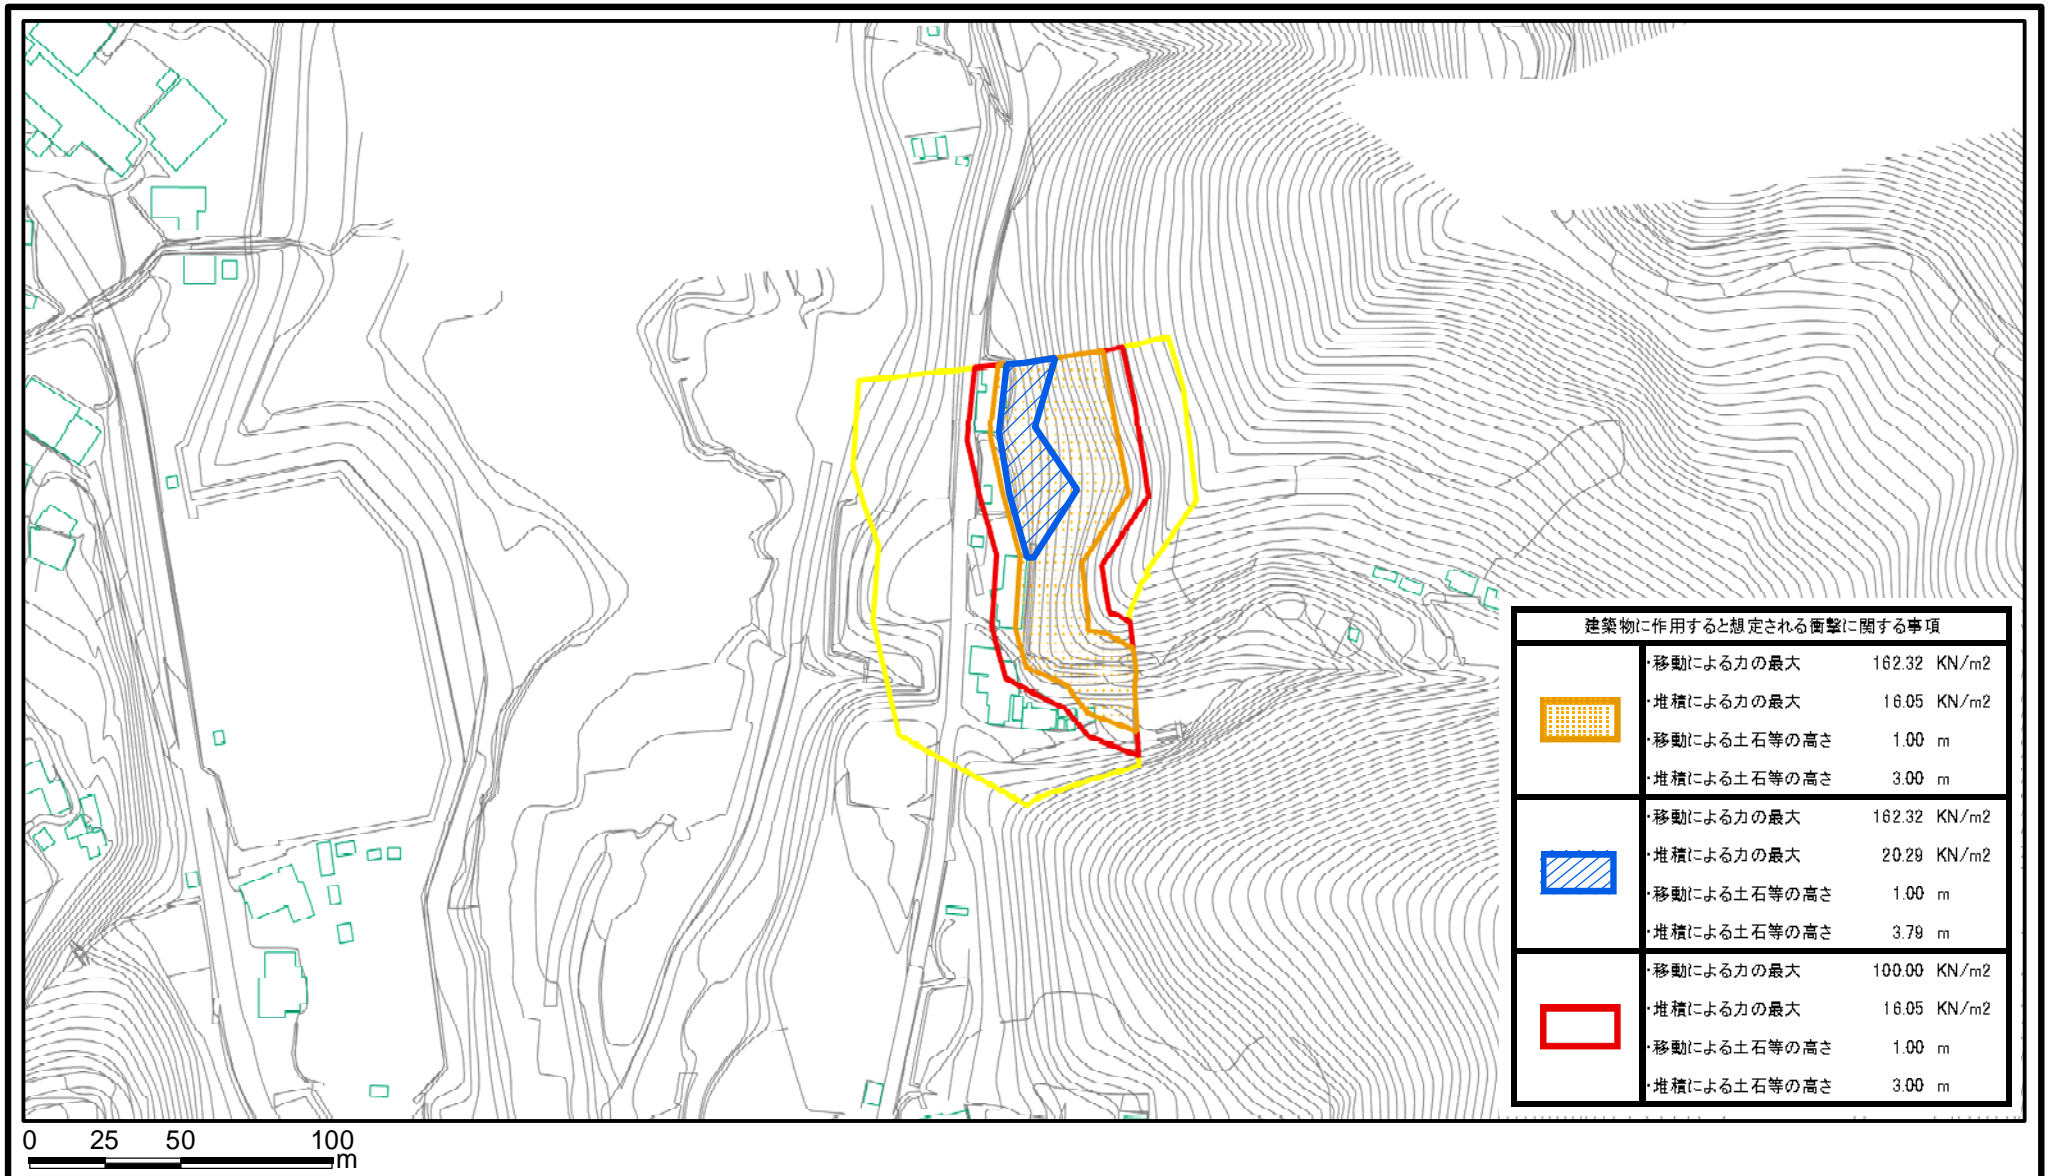 建築物に作用すると想定される衝撃に関する事項
・移動による力の最大 162.32 KN/m2
・堆積による力の最大 16.05 KN/m2
・移動による土石等の高さ 1.00 m
・堆積による土石等の高さ 3.00 m
・移動による力の最大 162.32 KN/m2
・堆積による力の最大 20.29 KN/m2
・移動による土石等の高さ 1.00 m
・堆積による土石等の高さ 3.79 m
・移動による力の最大 100.00 KN/m2
・堆積による力の最大 16.05 KN/m2
・移動による土石等の高さ 1.00 m
・堆積による土石等の高さ 3.00 m
0 25 50 100
m